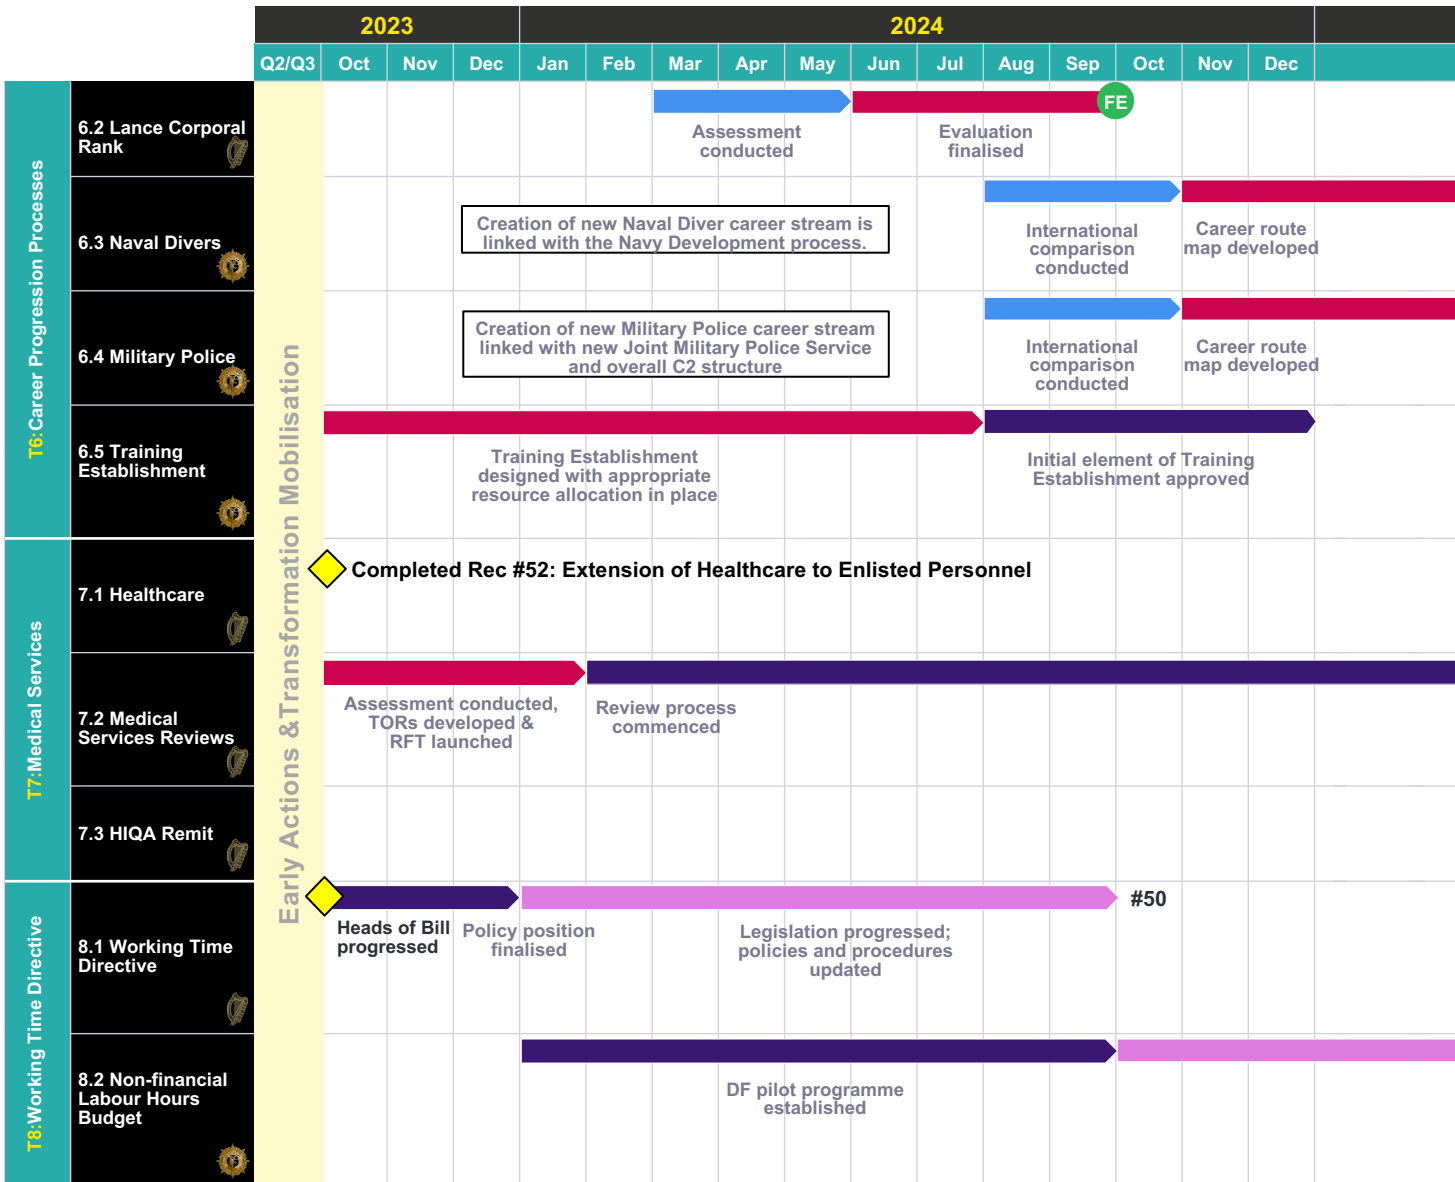 2023
2024
Q2/Q3
Oct
Nov
Dec
Jan
Feb
Mar
Apr
May
Jun
Jul
Aug
Sep
Oct
Nov
Dec
T6:Career Progression Processes
6.2 Lance Corporal
Rank
Assessment
conducted
Evaluation
finalised
FE
6.3 Naval Divers
Creation of new Naval Diver career stream is
linked with the Navy Development process.
International
comparison
conducted
Career route
map developed
6.4 Military Police
Creation of new Military Police career stream
linked with new Joint Military Police Service
and overall C2 structure
International
comparison
conducted
Career route
map developed
6.5 Training
Establishment
Training Establishment
designed with appropriate
resource allocation in place
Initial element of Training
Establishment approved
Early Actions &Transformation Mobilisation
T7:Medical Services
7.1 Healthcare
Completed Rec #52: Extension of Healthcare to Enlisted Personnel
7.2 Medical
Services Reviews
Assessment conducted,
TORs developed &
RFT launched
Review process
commenced
7.3 HIQA Remit
T8:Working Time Directive
8.1 Working Time
Directive
Heads of Bill
progressed
Policy position
finalised
Legislation progressed;
policies and procedures
updated
#50
8.2 Non-financial
Labour Hours
Budget
DF pilot programme
established